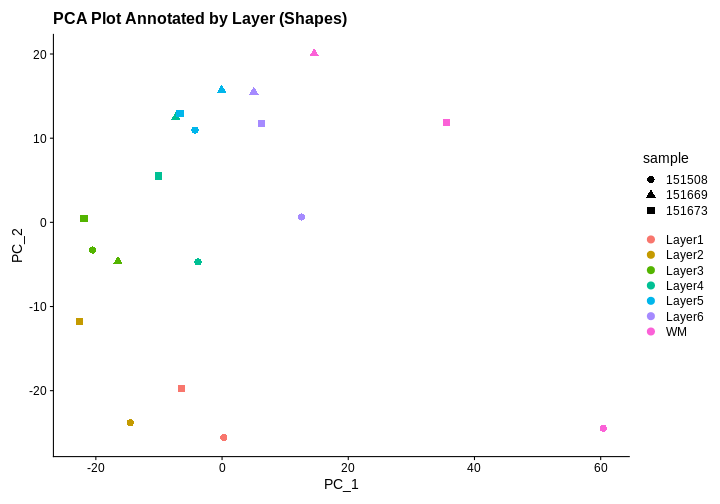 PCA Plot Annotated by Layer (Shapes)
20
10
0
-10
-20
PC_2
-20
0
20
40
60
PC_1
sample
151508
151669
151673
Layer1
Layer2
Layer3
Layer4
Layer5
Layer6
WM